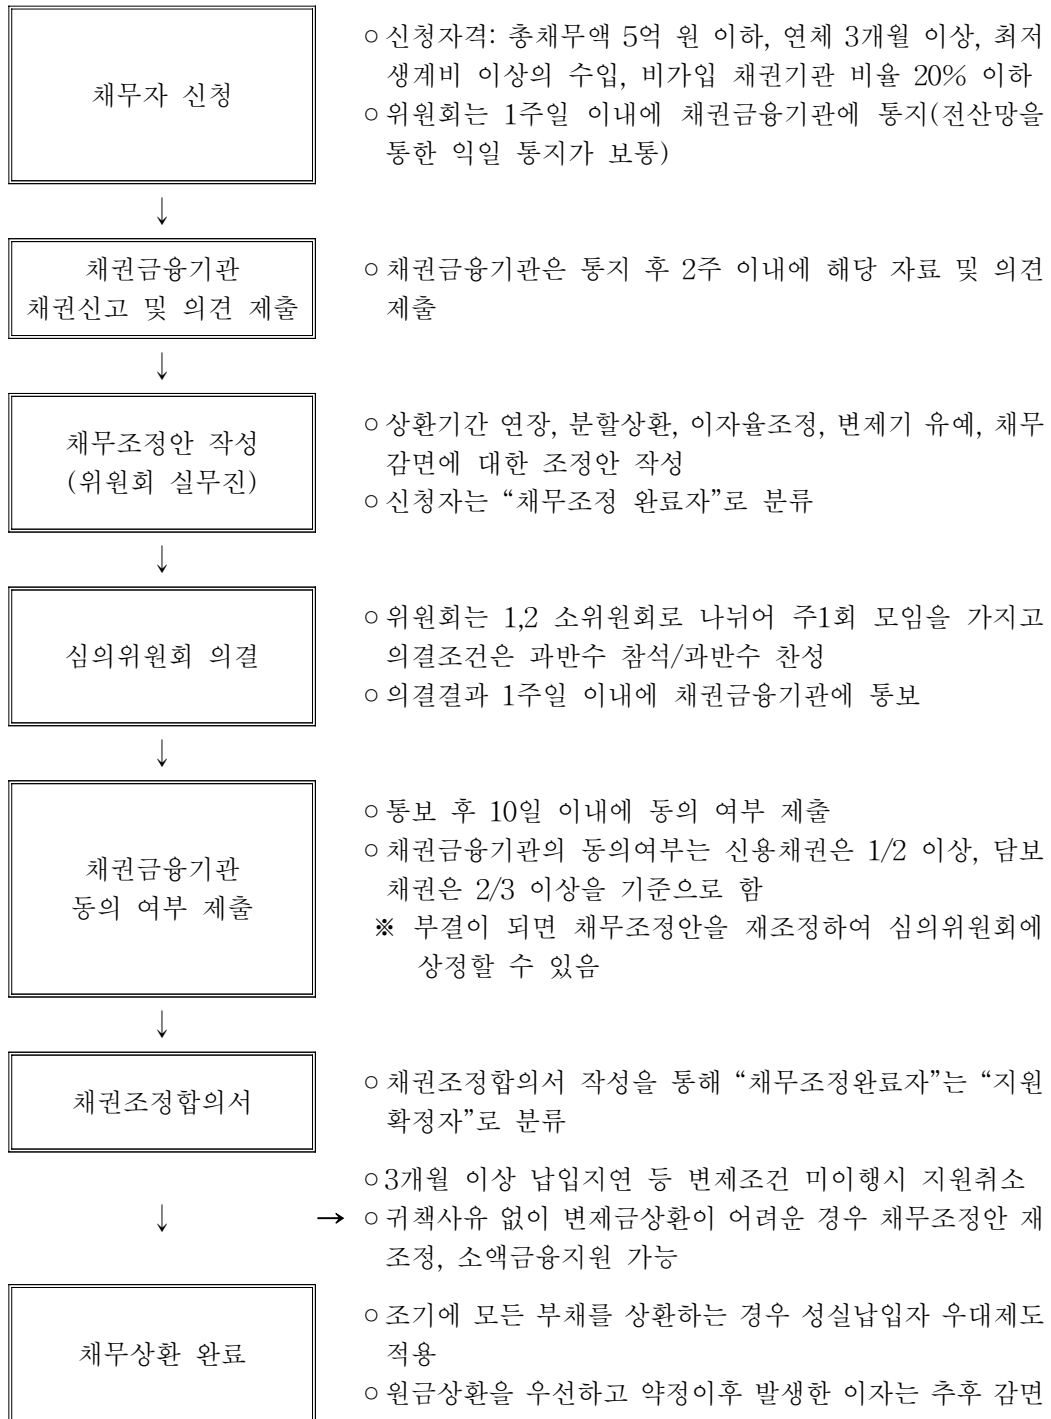 채무자 신청
○ 신청자격: 총채무액 5억 원 이하, 연체 3개월 이상, 최저
생계비 이상의 수입, 비가입 채권기관 비율 20% 이하
○ 위원회는 1주일 이내에 채권금융기관에 통지(전산망을
통한 익일 통지가 보통)
↓
채권금융기관
채권신고 및 의견 제출
○ 채권금융기관은 통지 후 2주 이내에 해당 자료 및 의견
제출
↓
채무조정안 작성
(위원회 실무진)
○ 상환기간 연장, 분할상환, 이자율조정, 변제기 유예, 채무
감면에 대한 조정안 작성
○ 신청자는 “채무조정 완료자”로 분류
↓
심의위원회 의결
○ 위원회는 1,2 소위원회로 나뉘어 주1회 모임을 가지고
의결조건은 과반수 참석/과반수 찬성
○ 의결결과 1주일 이내에 채권금융기관에 통보
↓
채권금융기관
동의 여부 제출
○ 통보 후 10일 이내에 동의 여부 제출
○ 채권금융기관의 동의여부는 신용채권은 1/2 이상, 담보
채권은 2/3 이상을 기준으로 함
※ 부결이 되면 채무조정안을 재조정하여 심의위원회에
상정할 수 있음
↓
채권조정합의서
○ 채권조정합의서 작성을 통해 “채무조정완료자”는 “지원
확정자”로 분류
↓ →
○ 3개월 이상 납입지연 등 변제조건 미이행시 지원취소
○ 귀책사유 없이 변제금상환이 어려운 경우 채무조정안 재
조정, 소액금융지원 가능
채무상환 완료
○ 조기에 모든 부채를 상환하는 경우 성실납입자 우대제도
적용
○ 원금상환을 우선하고 약정이후 발생한 이자는 추후 감면